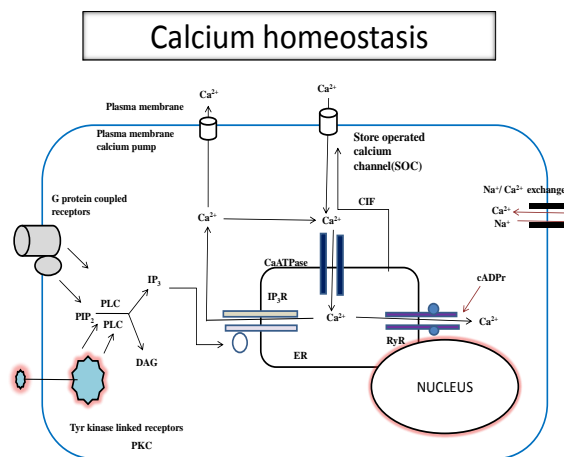 Calcium homeostasis
Ca²⁺
Ca²⁺
Plasma membrane
Plasma membrane
calcium pump
Store operated
calcium
channel(SOC)
G protein coupled
receptors
Na⁺/ Ca²⁺ exchange
Ca²⁺
Na⁺
Ca²⁺
Ca²⁺
CIF
CaATPase
IP₃
cADPr
IP₃R
PLC
PIP₂
PLC
Ca²⁺
Ca²⁺
DAG
ER
RyR
NUCLEUS
Tyr kinase linked receptors
PKC